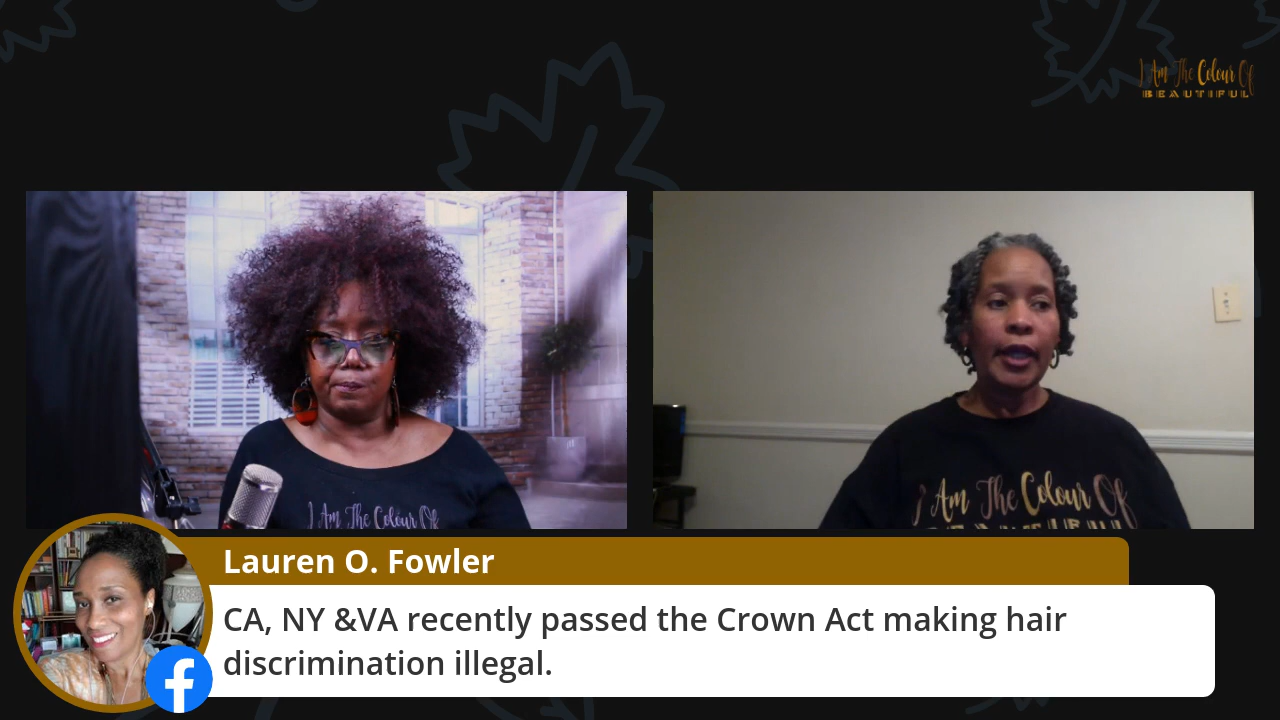 I Am The Colour Of
BEAUTIFUL
I Am The Colour Of
I Am The Colour Of
BEAUTIFUL
Lauren O. Fowler
CA, NY &VA recently passed the Crown Act making hair
discrimination illegal.